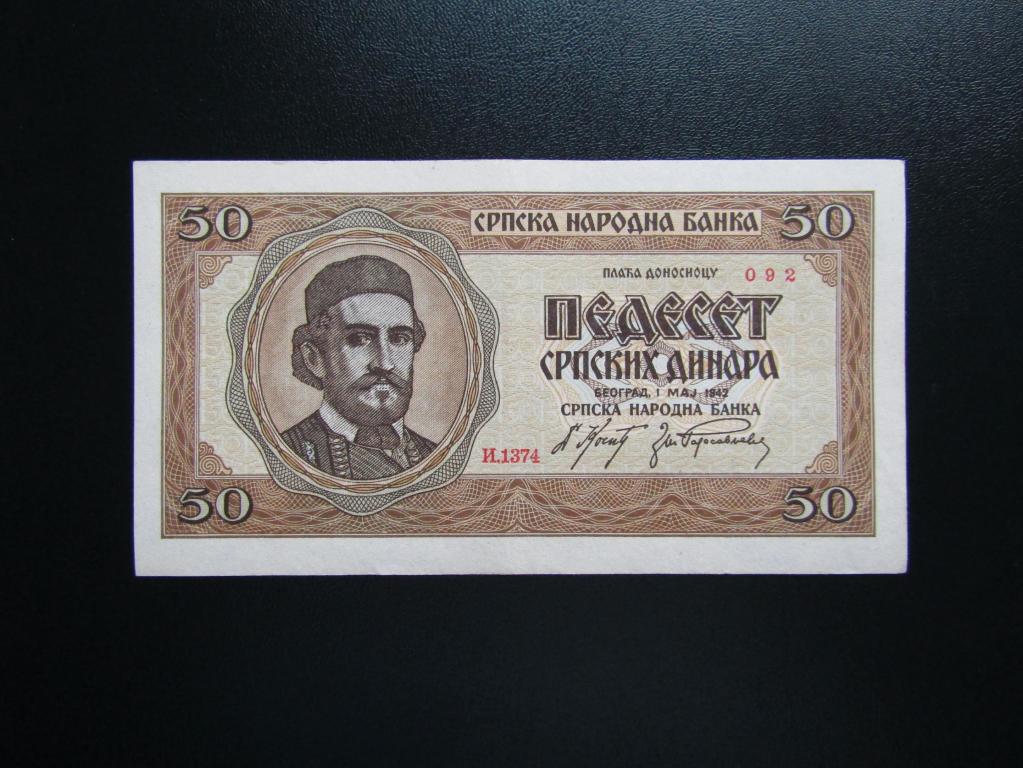 50 СРПСКА НАРОДНА БАНКА 50
ПЛАЋА ДОНОСИОЦУ 092
ПЕДЕСЕТ
СРПСКИХ ДИНАРА
БЕОГРАД, 1 МАЈ 1942
СРПСКА НАРОДНА БАНКА
И.1374
50 50